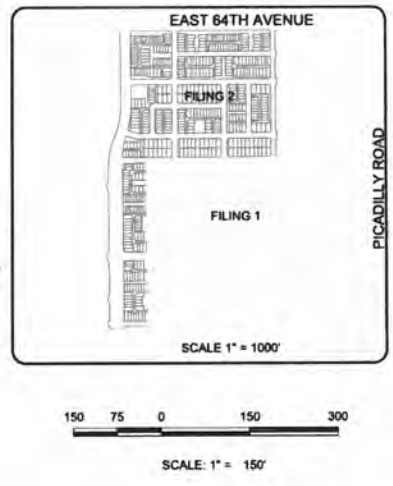 EAST 64TH AVENUE
FILING 2
PICADILLY ROAD
FILING 1
SCALE 1" = 1000'
150 75 0 150 300
SCALE: 1" = 150'